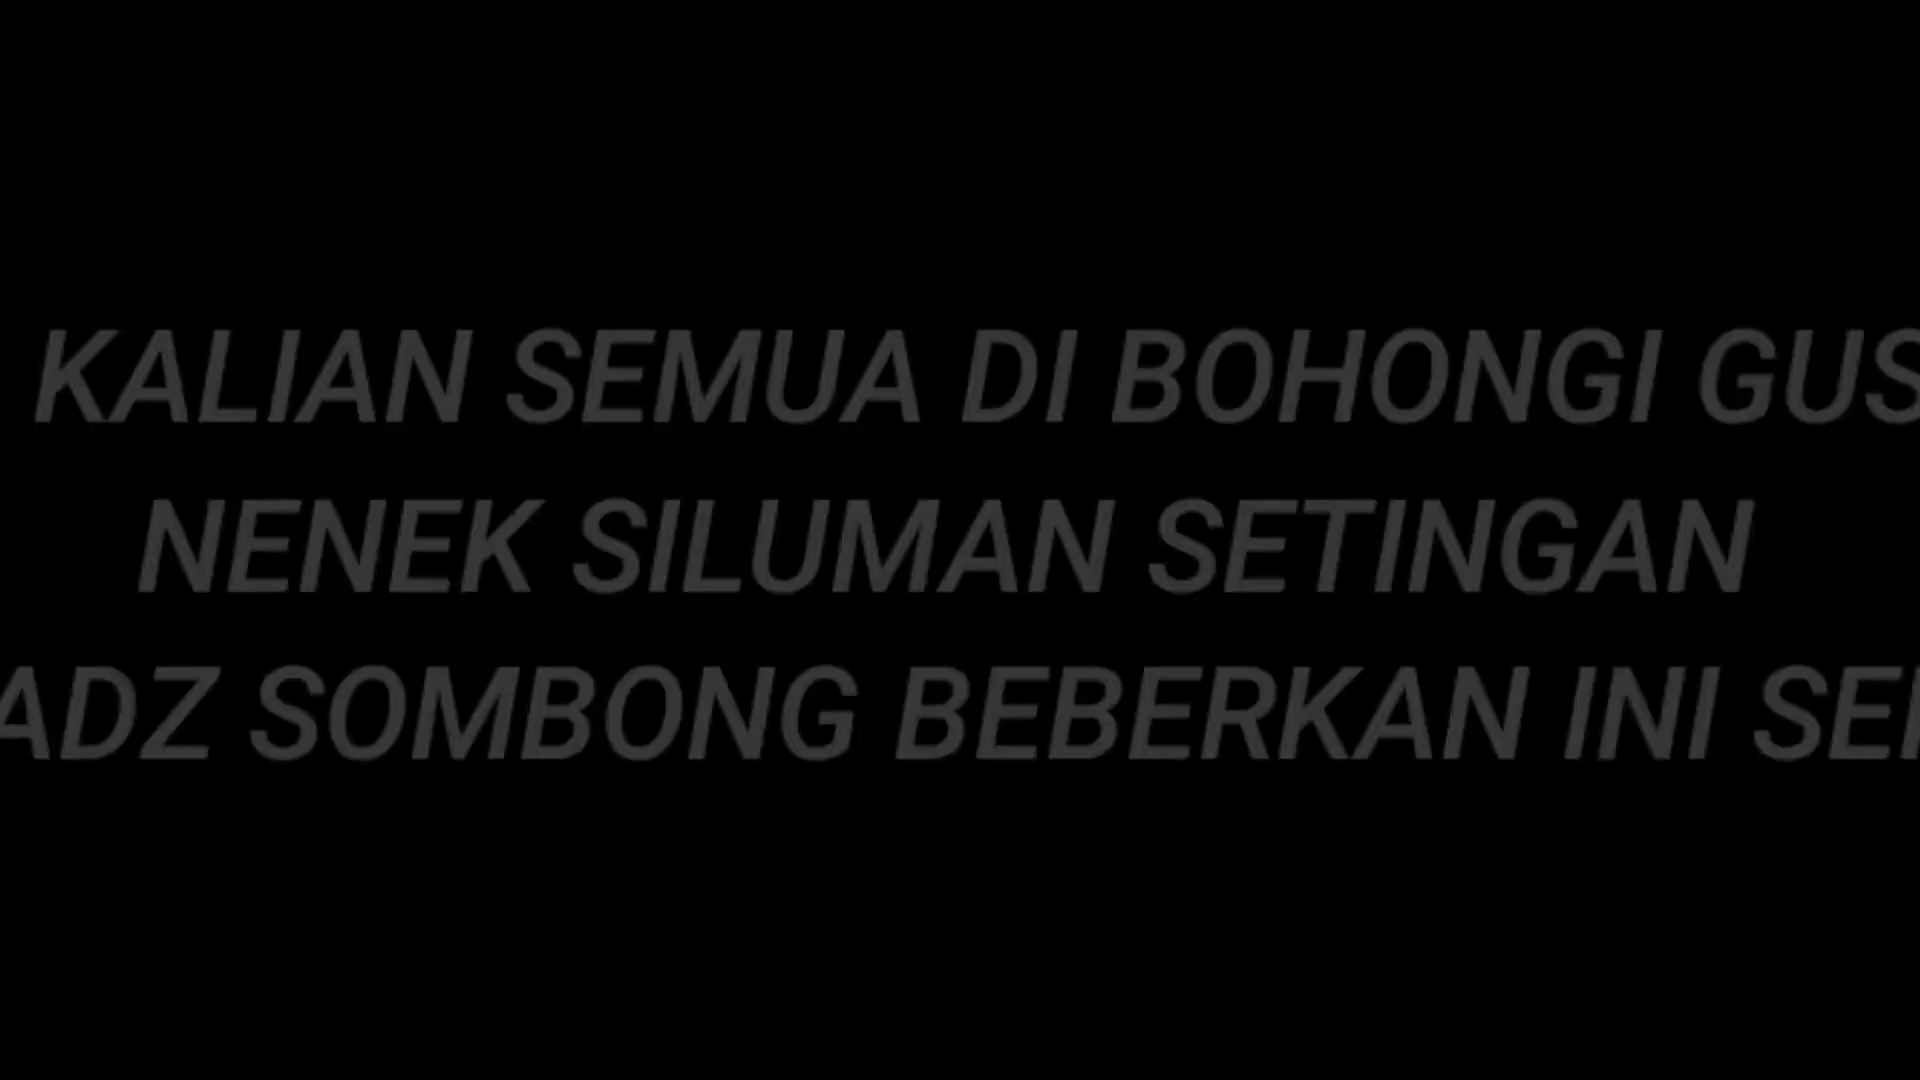 KALIAN SEMUA DI BOHONGI GUS
NENEK SILUMAN SETINGAN
ADZ SOMBONG BEBERKAN INI SE